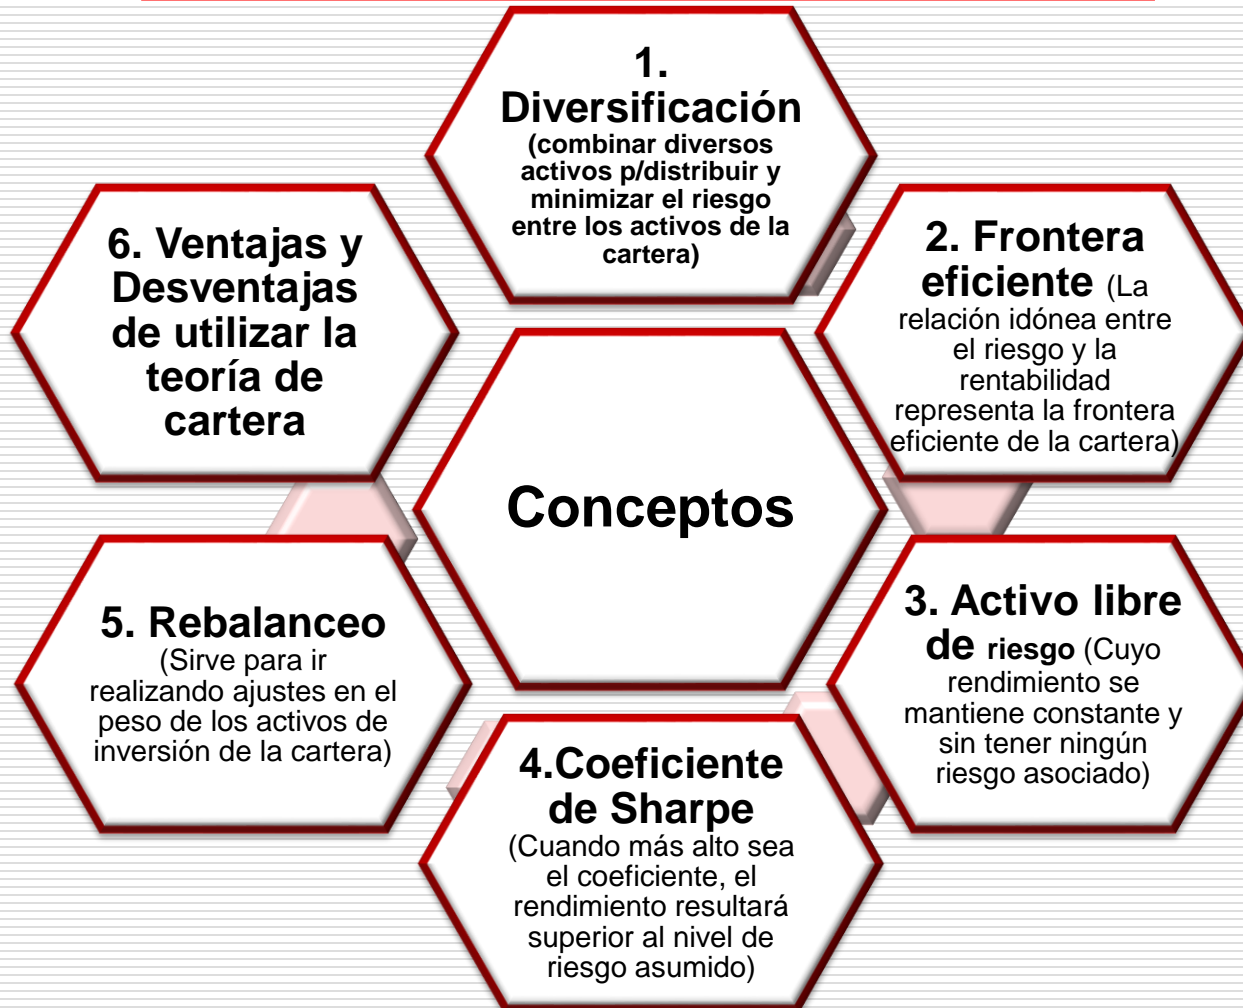 1.
Diversificación
(combinar diversos
activos p/distribuir y
minimizar el riesgo
entre los activos de la
cartera)
2. Frontera
eficiente (La
relación idónea entre
el riesgo y la
rentabilidad
representa la frontera
eficiente de la cartera)
3. Activo libre
de riesgo (Cuyo
rendimiento se
mantiene constante y
sin tener ningún
riesgo asociado)
4.Coeficiente
de Sharpe
(Cuando más alto sea
el coeficiente, el
rendimiento resultará
superior al nivel de
riesgo asumido)
5. Rebalanceo
(Sirve para ir
realizando ajustes en el
peso de los activos de
inversión de la cartera)
6. Ventajas y
Desventajas
de utilizar la
teoría de
cartera
Conceptos